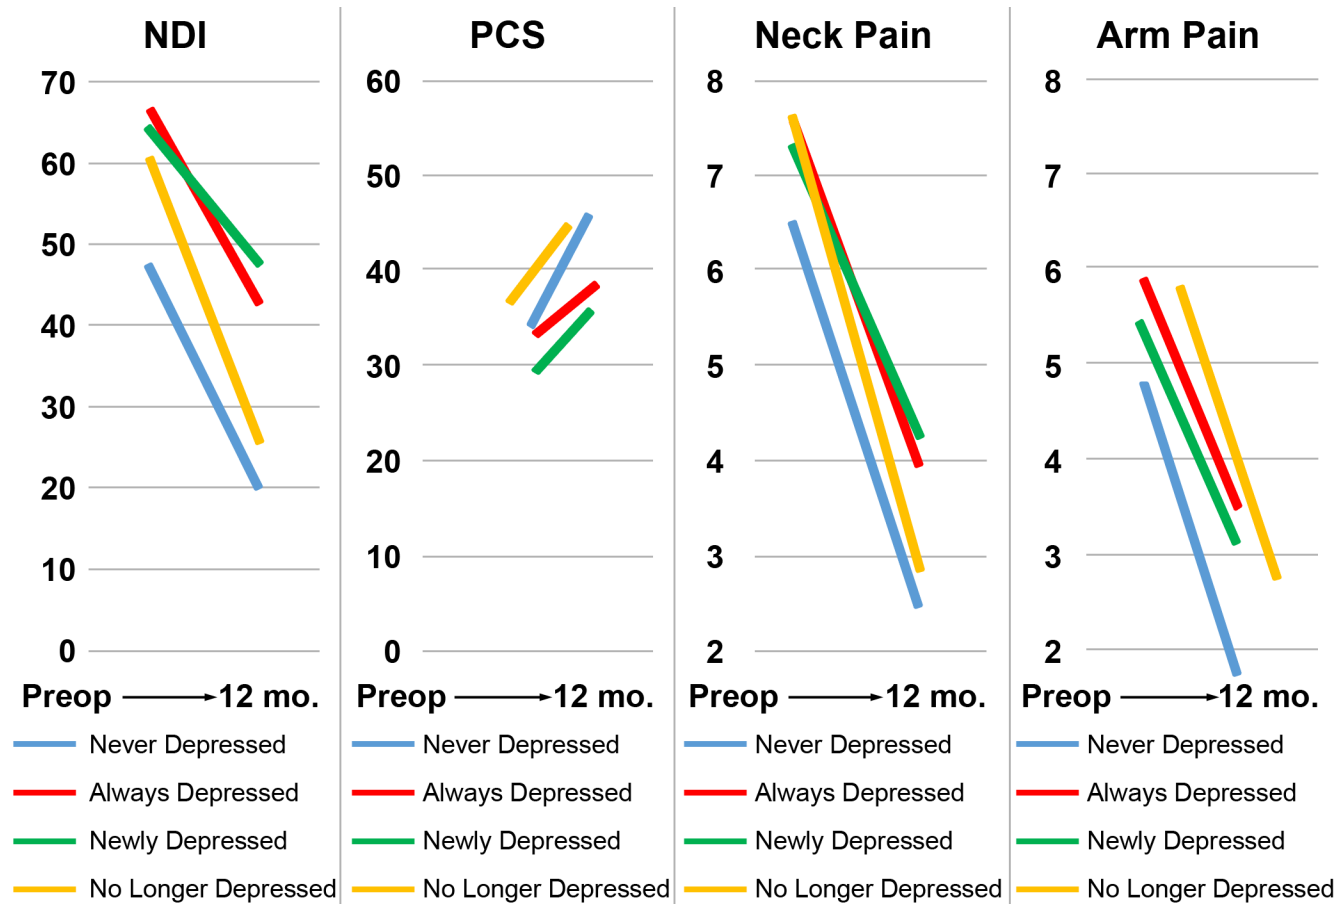 NDI
70
60
50
40
30
20
10
0
Preop 12 mo.
Never Depressed
Always Depressed
Newly Depressed
No Longer Depressed
PCS
60
50
40
30
20
10
0
Preop 12 mo.
Never Depressed
Always Depressed
Newly Depressed
No Longer Depressed
Neck Pain
8
7
6
5
4
3
2
Preop 12 mo.
Never Depressed
Always Depressed
Newly Depressed
No Longer Depressed
Arm Pain
8
7
6
5
4
3
2
Preop 12 mo.
Never Depressed
Always Depressed
Newly Depressed
No Longer Depressed